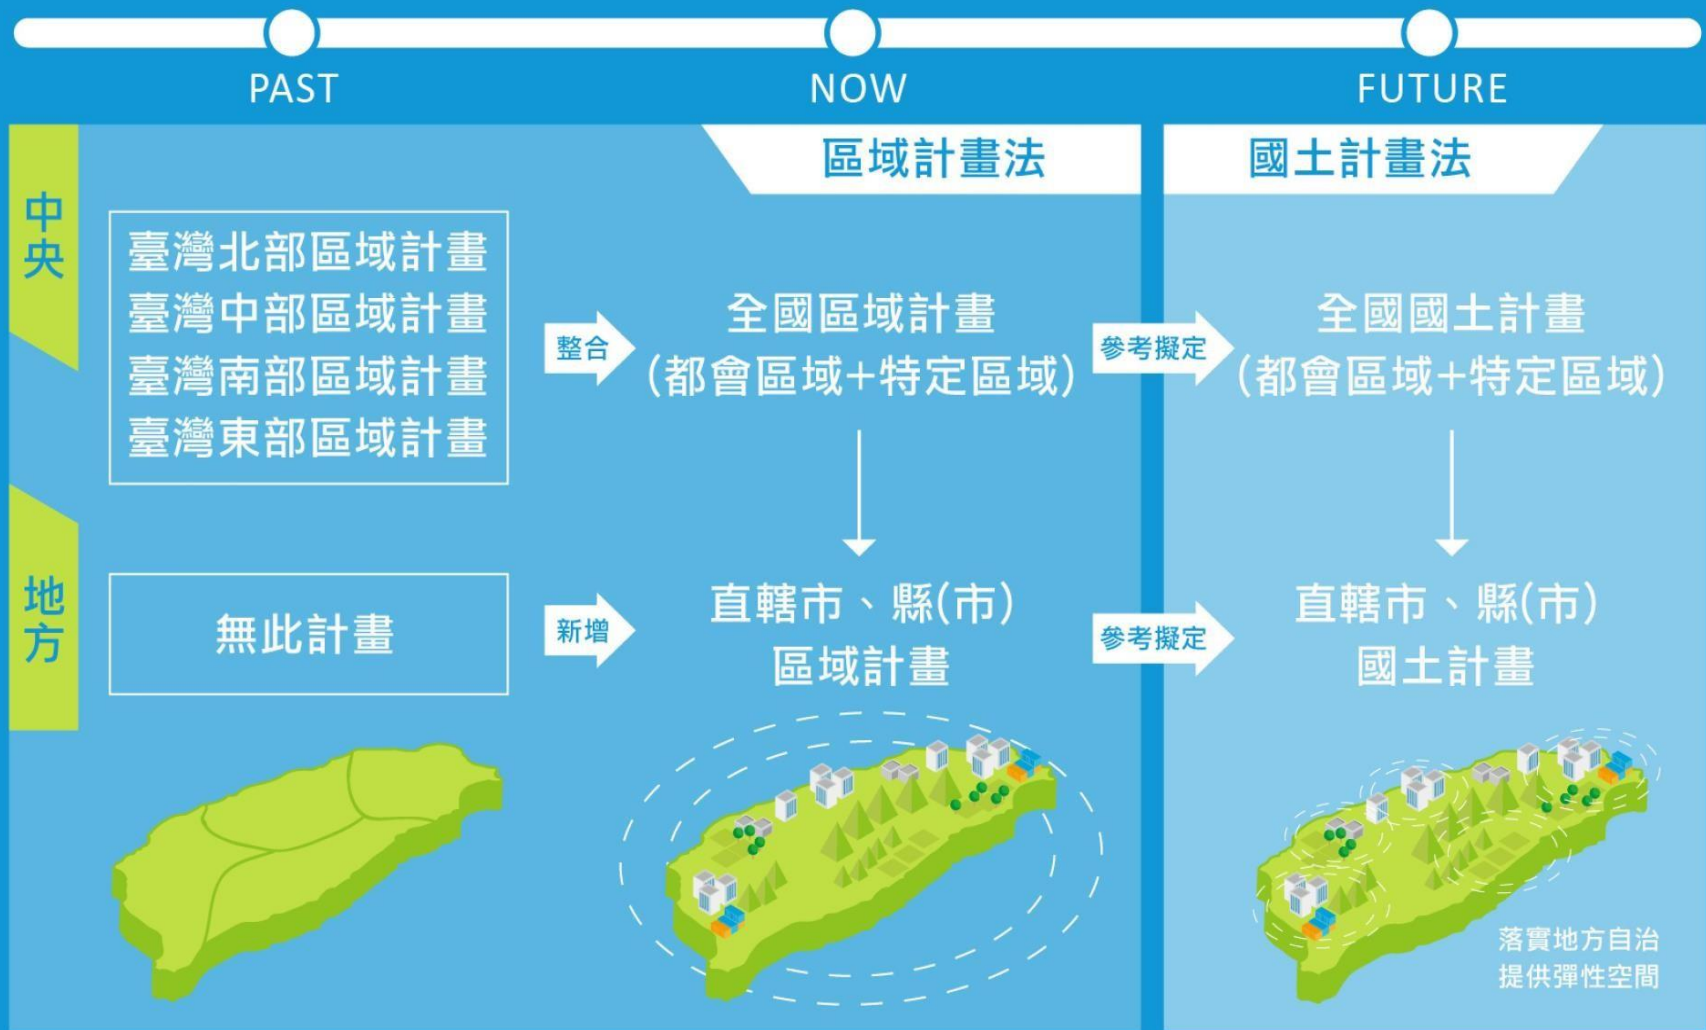 PAST
NOW
FUTURE
區域計畫法
國土計畫法
中央
臺灣北部區域計畫
臺灣中部區域計畫
臺灣南部區域計畫
臺灣東部區域計畫
整合
全國區域計畫
(都會區域+特定區域)
參考擬定
全國國土計畫
(都會區域+特定區域)
地方
無此計畫
新增
直轄市、縣(市)
區域計畫
參考擬定
直轄市、縣(市)
國土計畫
落實地方自治
提供彈性空間